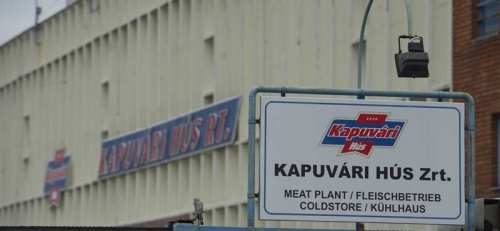 KAPUVÁRI HÚS RT.
Kapuvári
Hús
KAPUVÁRI HÚS Zrt.
MEAT PLANT / FLEISCHBETRIEB
COLDSTORE / KÜHLHAUS